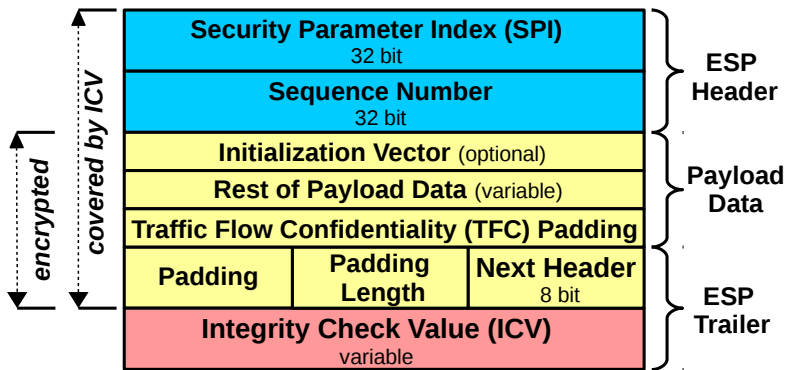 Security Parameter Index (SPI)
32 bit
Sequence Number
32 bit
Initialization Vector (optional)
Rest of Payload Data (variable)
Traffic Flow Confidentiality (TFC) Padding
Padding
Padding
Length
Next Header
8 bit
Integrity Check Value (ICV)
variable
encrypted
covered by ICV
ESP
Header
Payload
Data
ESP
Trailer